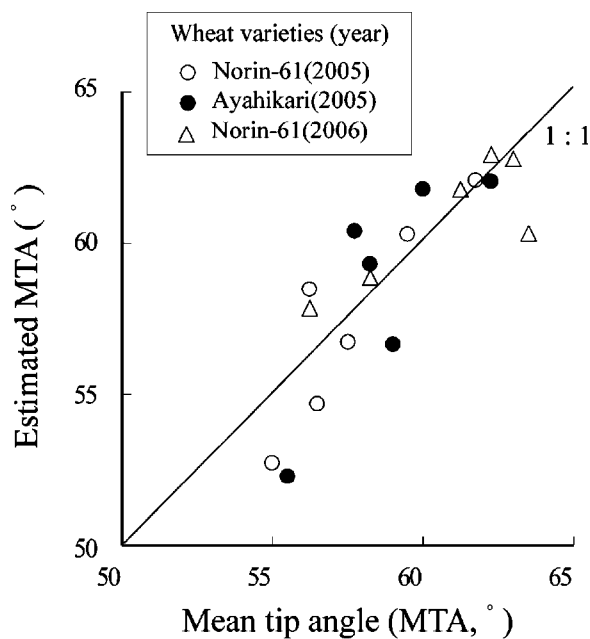 Wheat varieties (year)
Norin-61(2005)
Ayahikari(2005)
Norin-61(2006)
65
1 : 1
60
Estimated MTA (°)
55
50
50
55
60
65
Mean tip angle (MTA, °)